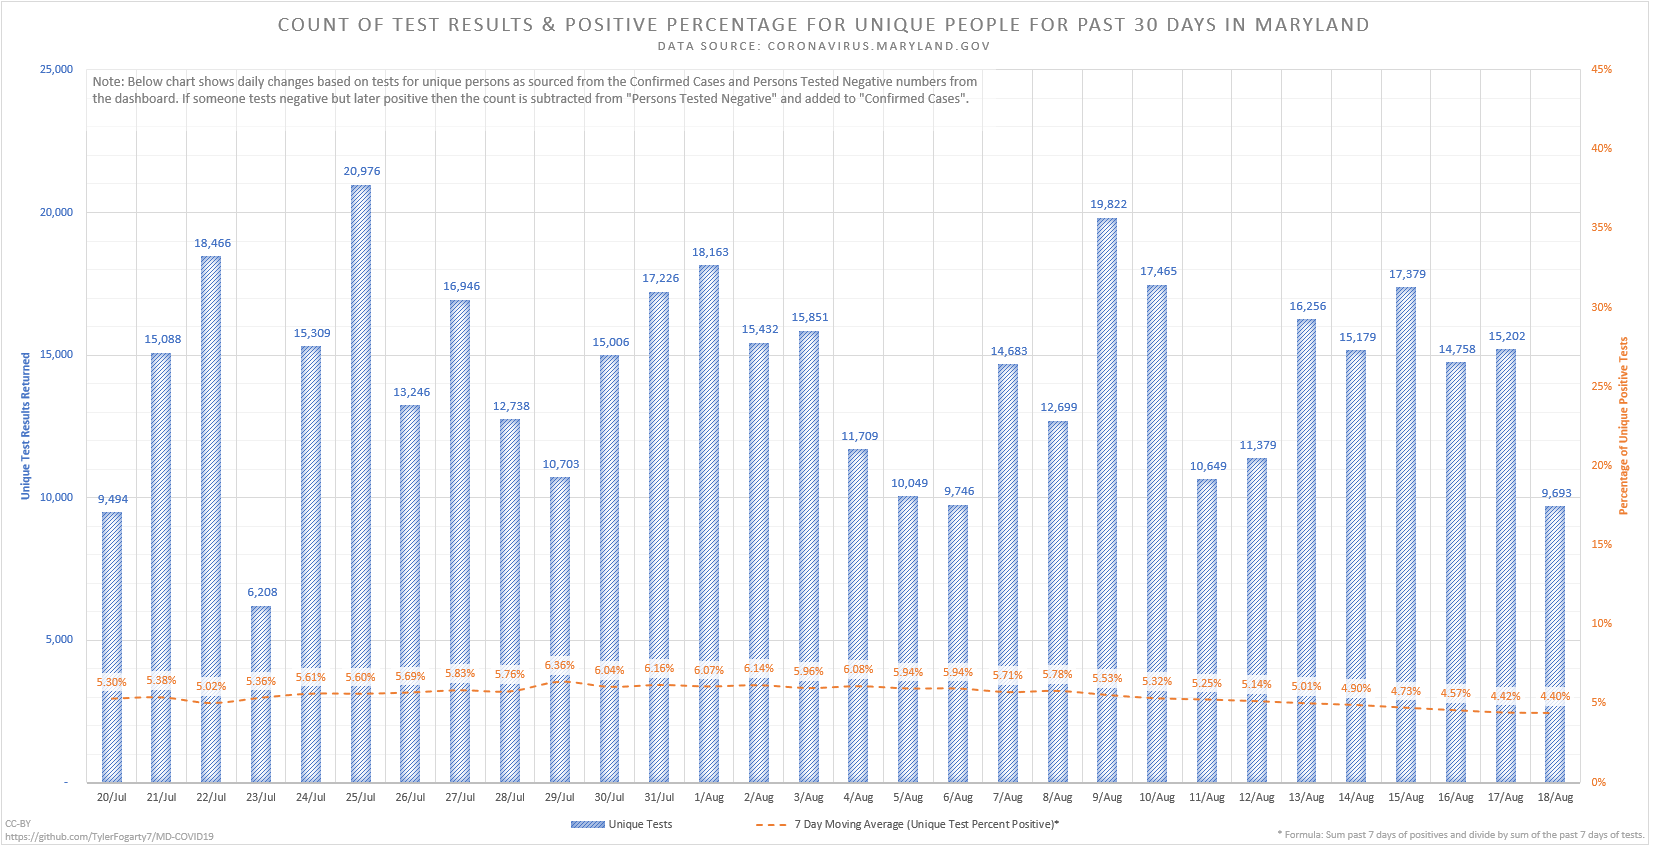 COUNT OF TEST RESULTS & POSITIVE PERCENTAGE FOR UNIQUE PEOPLE FOR PAST 30 DAYS IN MARYLAND
DATA SOURCE: CORONAVIRUS.MARYLAND.GOV
Note: Below chart shows daily changes based on tests for unique persons as sourced from the Confirmed Cases and Persons Tested Negative numbers from
the dashboard. If someone tests negative but later positive then the count is subtracted from "Persons Tested Negative" and added to "Confirmed Cases".
Unique Test Results Returned
25,000
20,000
15,000
10,000
5,000
-
9,494
15,088
18,466
6,208
15,309
20,976
13,246
16,946
12,738
10,703
15,006
17,226
18,163
15,432
15,851
11,709
10,049
9,746
14,683
12,699
19,822
17,465
10,649
11,379
16,256
15,179
17,379
14,758
15,202
9,693
5.30%
5.38%
5.02%
5.36%
5.61%
5.60%
5.69%
5.83%
5.76%
6.36%
6.04%
6.16%
6.07%
6.14%
5.96%
6.08%
5.94%
5.94%
5.71%
5.78%
5.53%
5.32%
5.25%
5.14%
5.01%
4.90%
4.73%
4.57%
4.42%
4.40%
45%
40%
35%
30%
25%
20%
15%
10%
5%
0%
Percentage of Unique Positive Tests
20/Jul
21/Jul
22/Jul
23/Jul
24/Jul
25/Jul
26/Jul
27/Jul
28/Jul
29/Jul
30/Jul
31/Jul
1/Aug
2/Aug
3/Aug
4/Aug
5/Aug
6/Aug
7/Aug
8/Aug
9/Aug
10/Aug
11/Aug
12/Aug
13/Aug
14/Aug
15/Aug
16/Aug
17/Aug
18/Aug
Unique Tests
7 Day Moving Average (Unique Test Percent Positive)*
CC-BY
https://github.com/TylerFogarty7/MD-COVID19
* Formula: Sum past 7 days of positives and divide by sum of the past 7 days of tests.